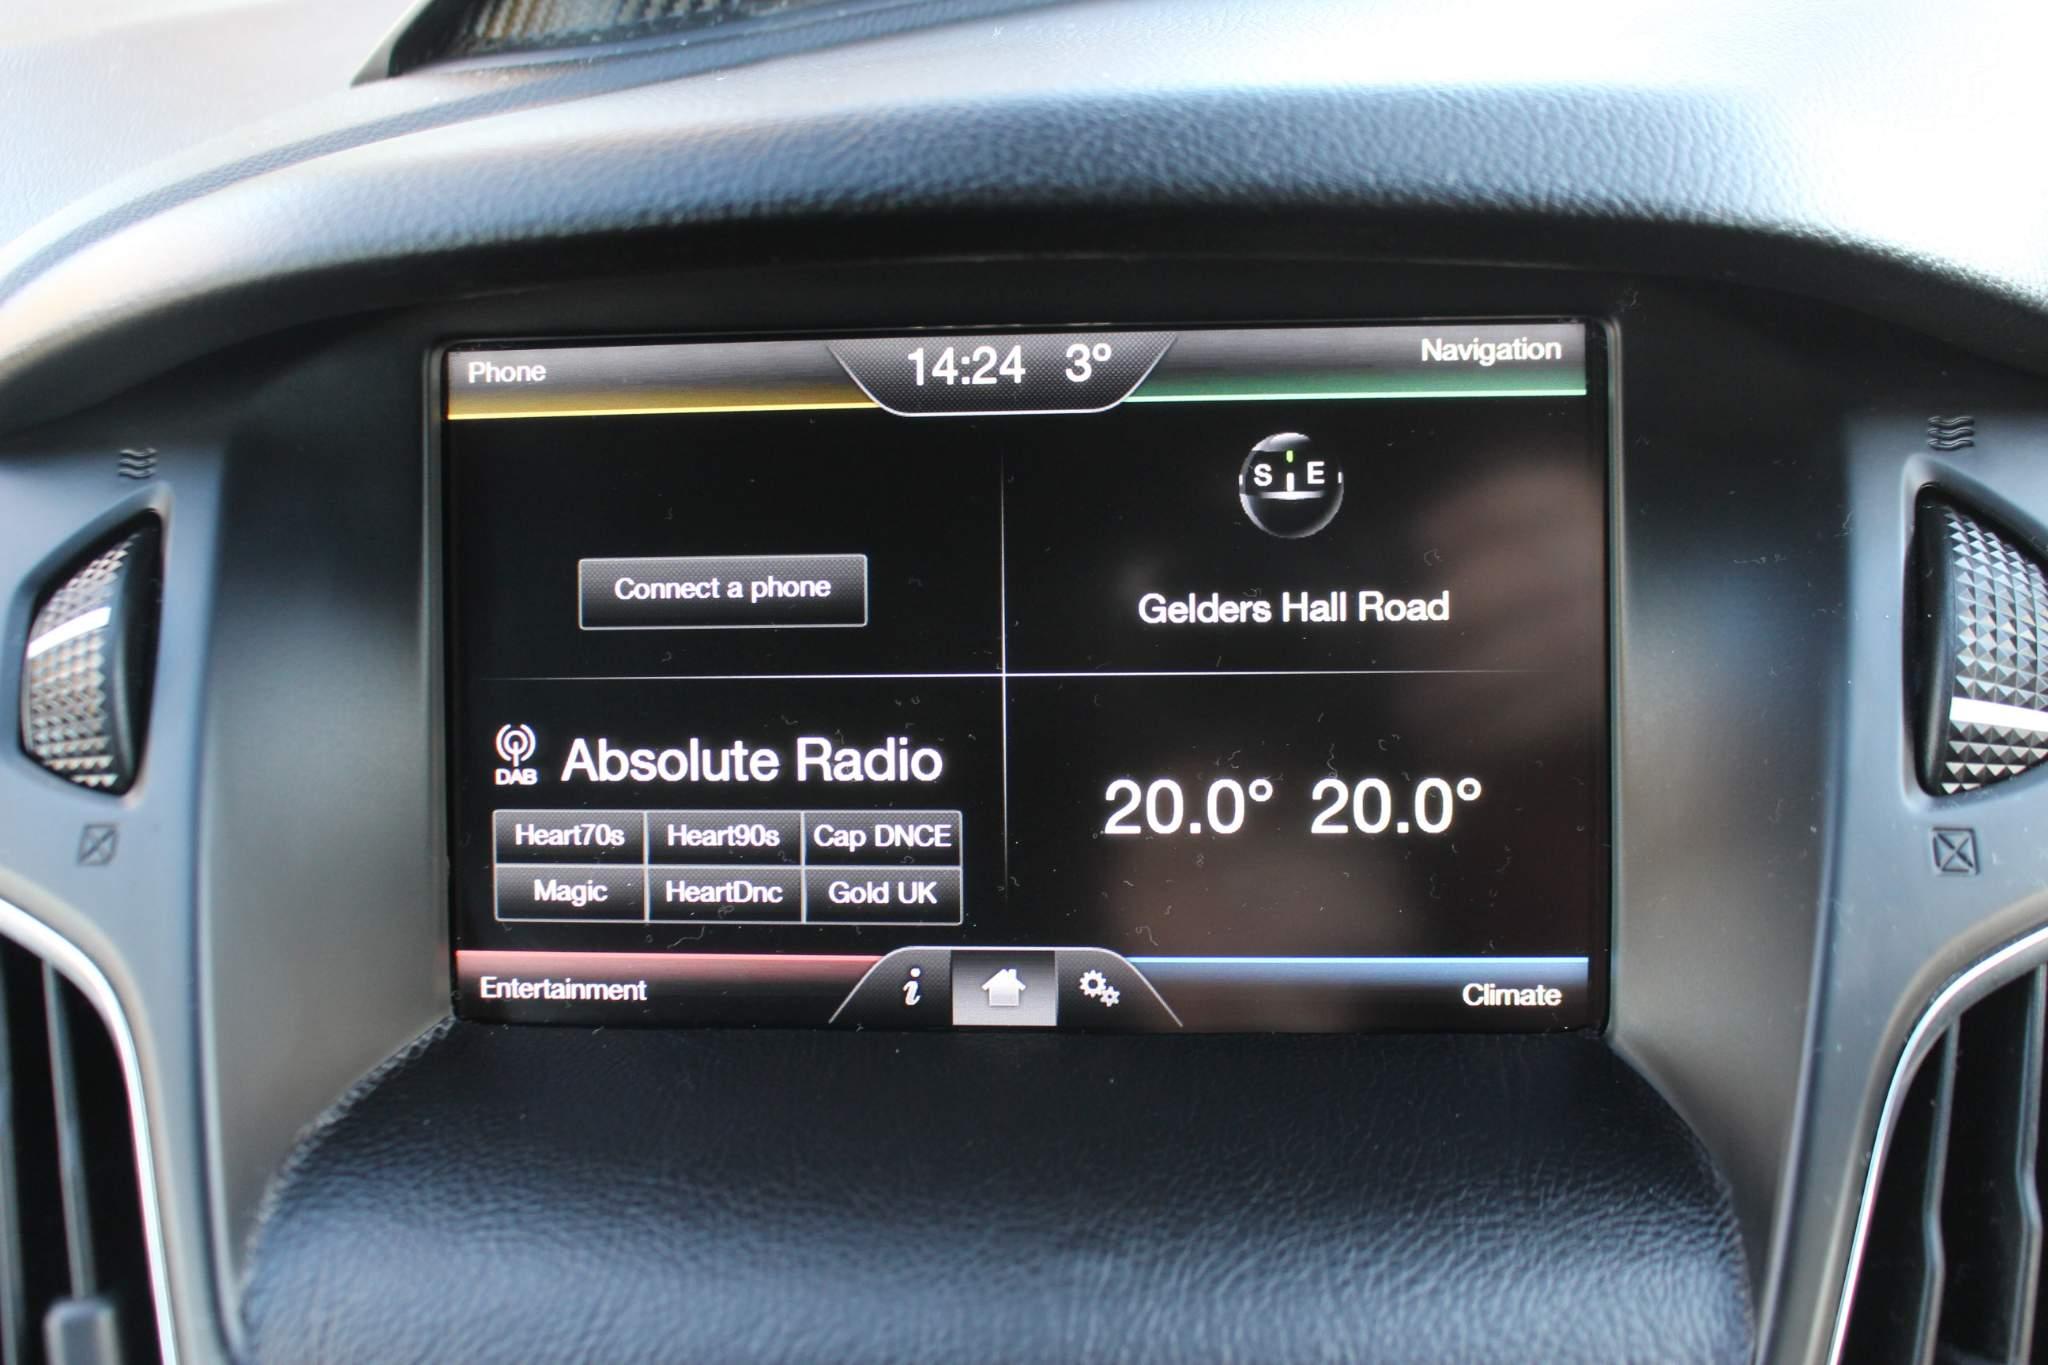 Phone
14:24 3°
Navigation
S E
Connect a phone
Gelders Hall Road
DAB
Absolute Radio
20.0° 20.0°
Heart70s Heart90s Cap DNCE
Magic HeartDnc Gold UK
Entertainment
i
Climate